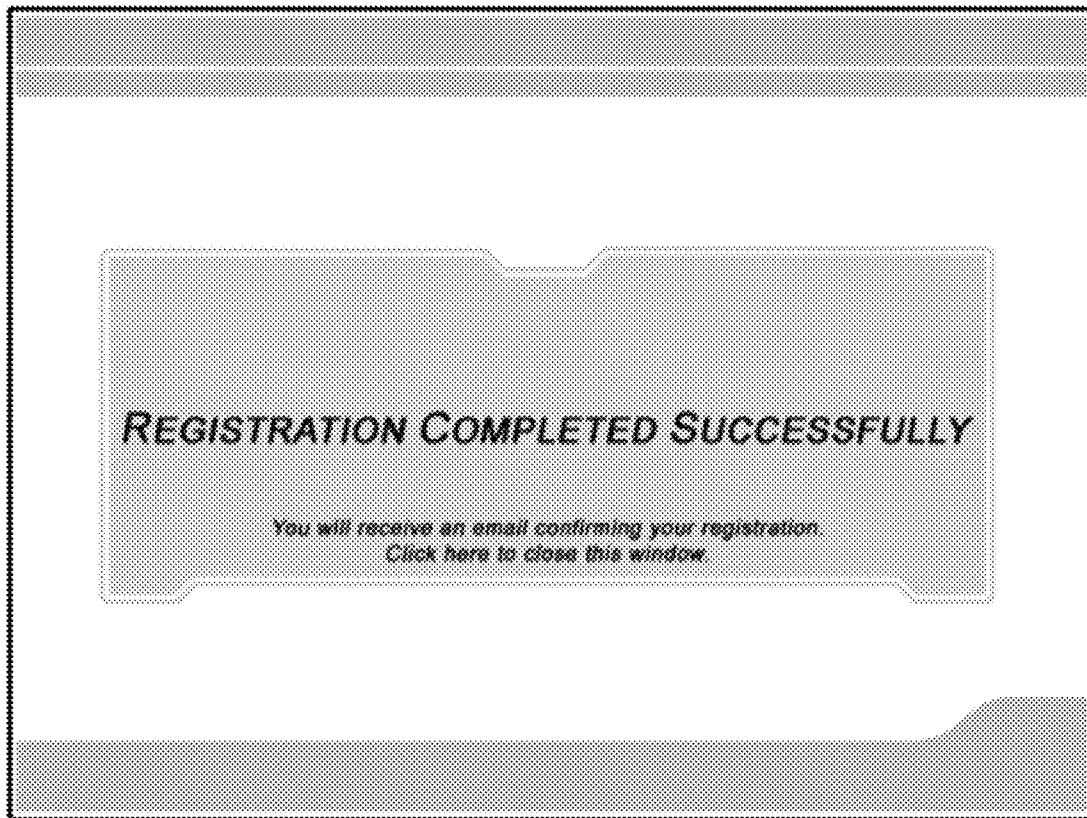 REGISTRATION COMPLETED SUCCESSFULLY
You will receive an email confirming your registration.
Click here to close this window.